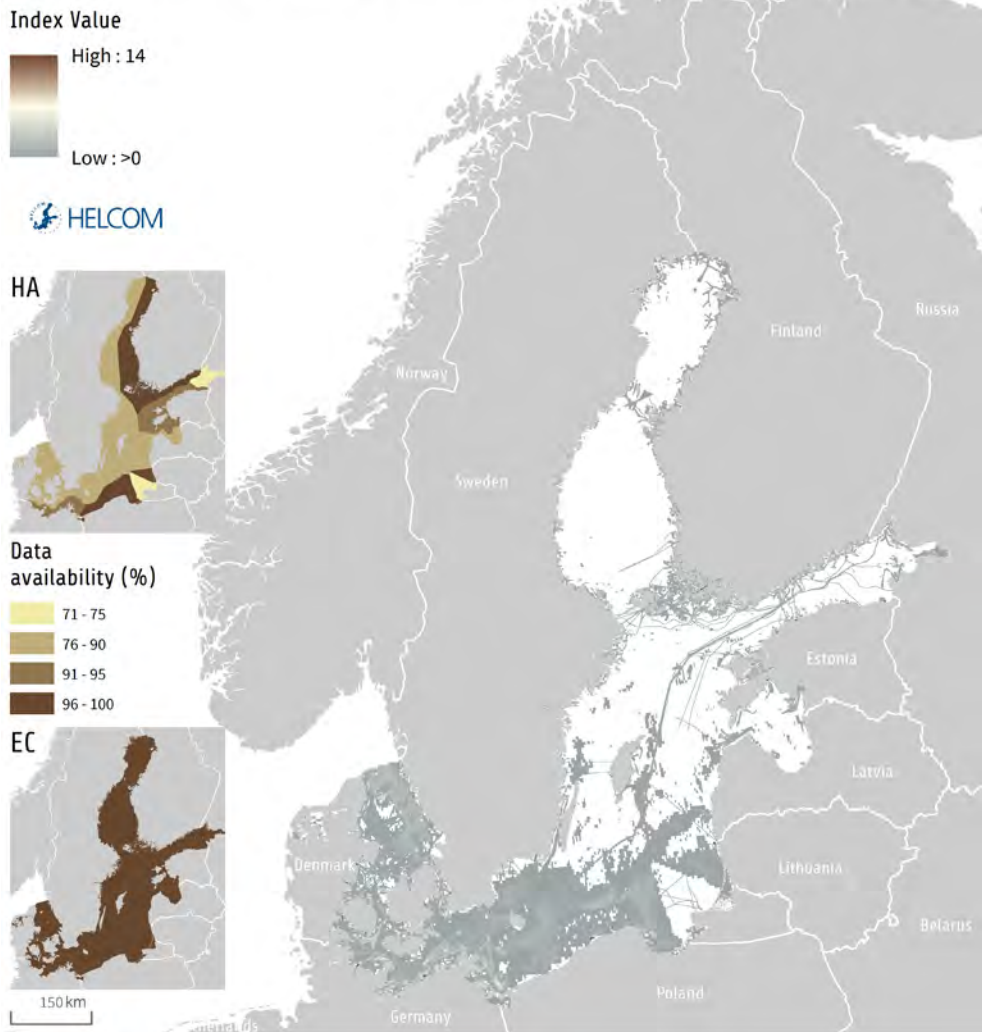 Index Value
High : 14
Low : >0
HELCOM
HA
Data
availability (%)
71 - 75
76 - 90
91 - 95
96 - 100
EC
150 km
Norway
Sweden
Finland
Russia
Estonia
Latvia
Lithuania
Belarus
Denmark
Germany
Poland